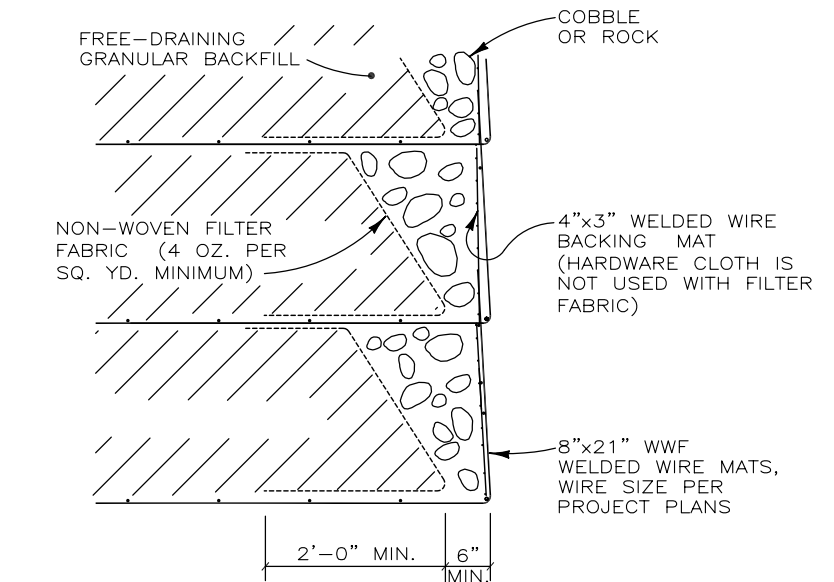 COBBLE
OR ROCK
FREE-DRAINING
GRANULAR BACKFILL
NON-WOVEN FILTER
FABRIC (4 OZ. PER
SQ. YD. MINIMUM)
4"x3" WELDED WIRE
BACKING MAT
(HARDWARE CLOTH IS
NOT USED WITH FILTER
FABRIC)
8"x21" WWF
WELDED WIRE MATS,
WIRE SIZE PER
PROJECT PLANS
2'-0" MIN.
6"
MIN.